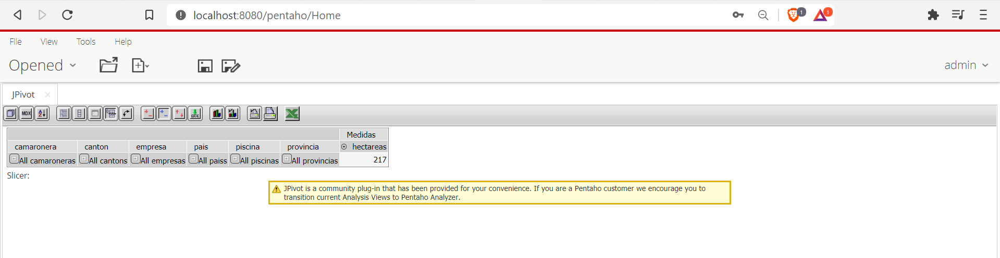 localhost:8080/pentaho/Home
1
1
File View Tools Help
Opened
admin
JPivot
MDX
Medidas
camaronera canton empresa pais piscina provincia hectareas
All camaroneras All cantons All empresas All paiss All piscinas All provincias 217
Slicer:
JPivot is a community plug-in that has been provided for your convenience. If you are a Pentaho customer we encourage you to
transition current Analysis Views to Pentaho Analyzer.